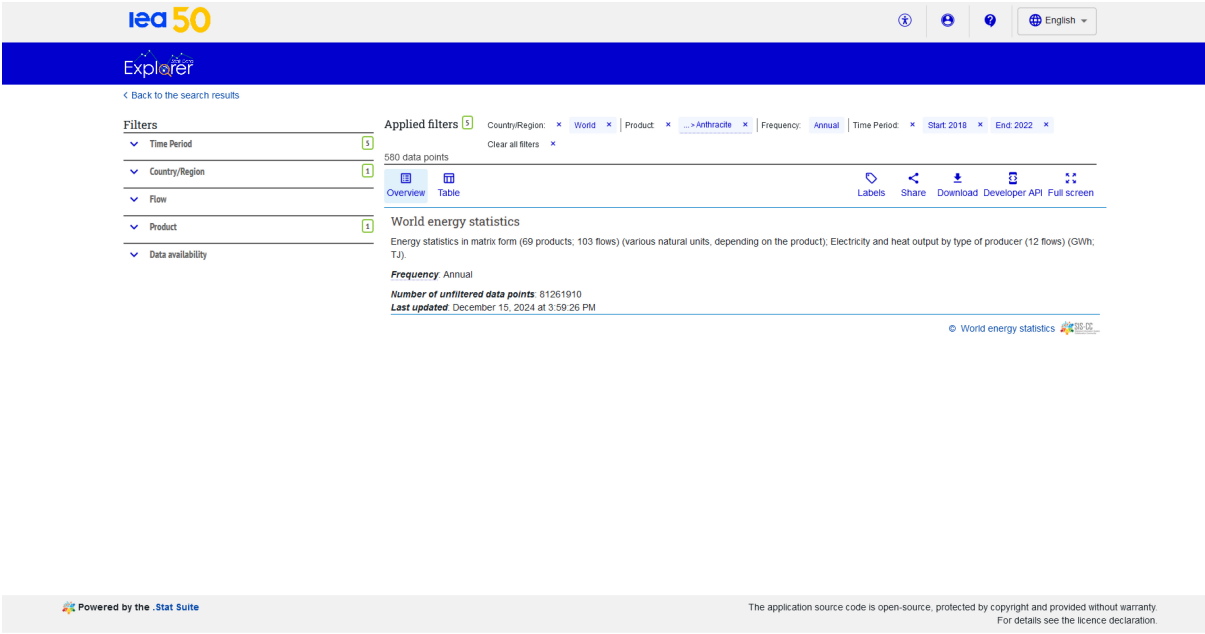 iea 50
English
Explorer
< Back to the search results
Filters
Time Period 5
Country/Region 1
Flow
Product 1
Data availability
Applied filters 5 Country/Region: × World × Product: × ... > Anthracite × Frequency: Annual Time Period: × Start: 2018 × End: 2022 ×
Clear all filters ×
580 data points
Overview Table Labels Share Download Developer API Full screen
World energy statistics
Energy statistics in matrix form (69 products; 103 flows) (various natural units, depending on the product); Electricity and heat output by type of producer (12 flows) (GWh;
TJ).
Frequency: Annual
Number of unfiltered data points: 81261910
Last updated: December 15, 2024 at 3:59:26 PM
© World energy statistics SIS-CC
Powered by the .Stat Suite
The application source code is open-source, protected by copyright and provided without warranty.
For details see the licence declaration.